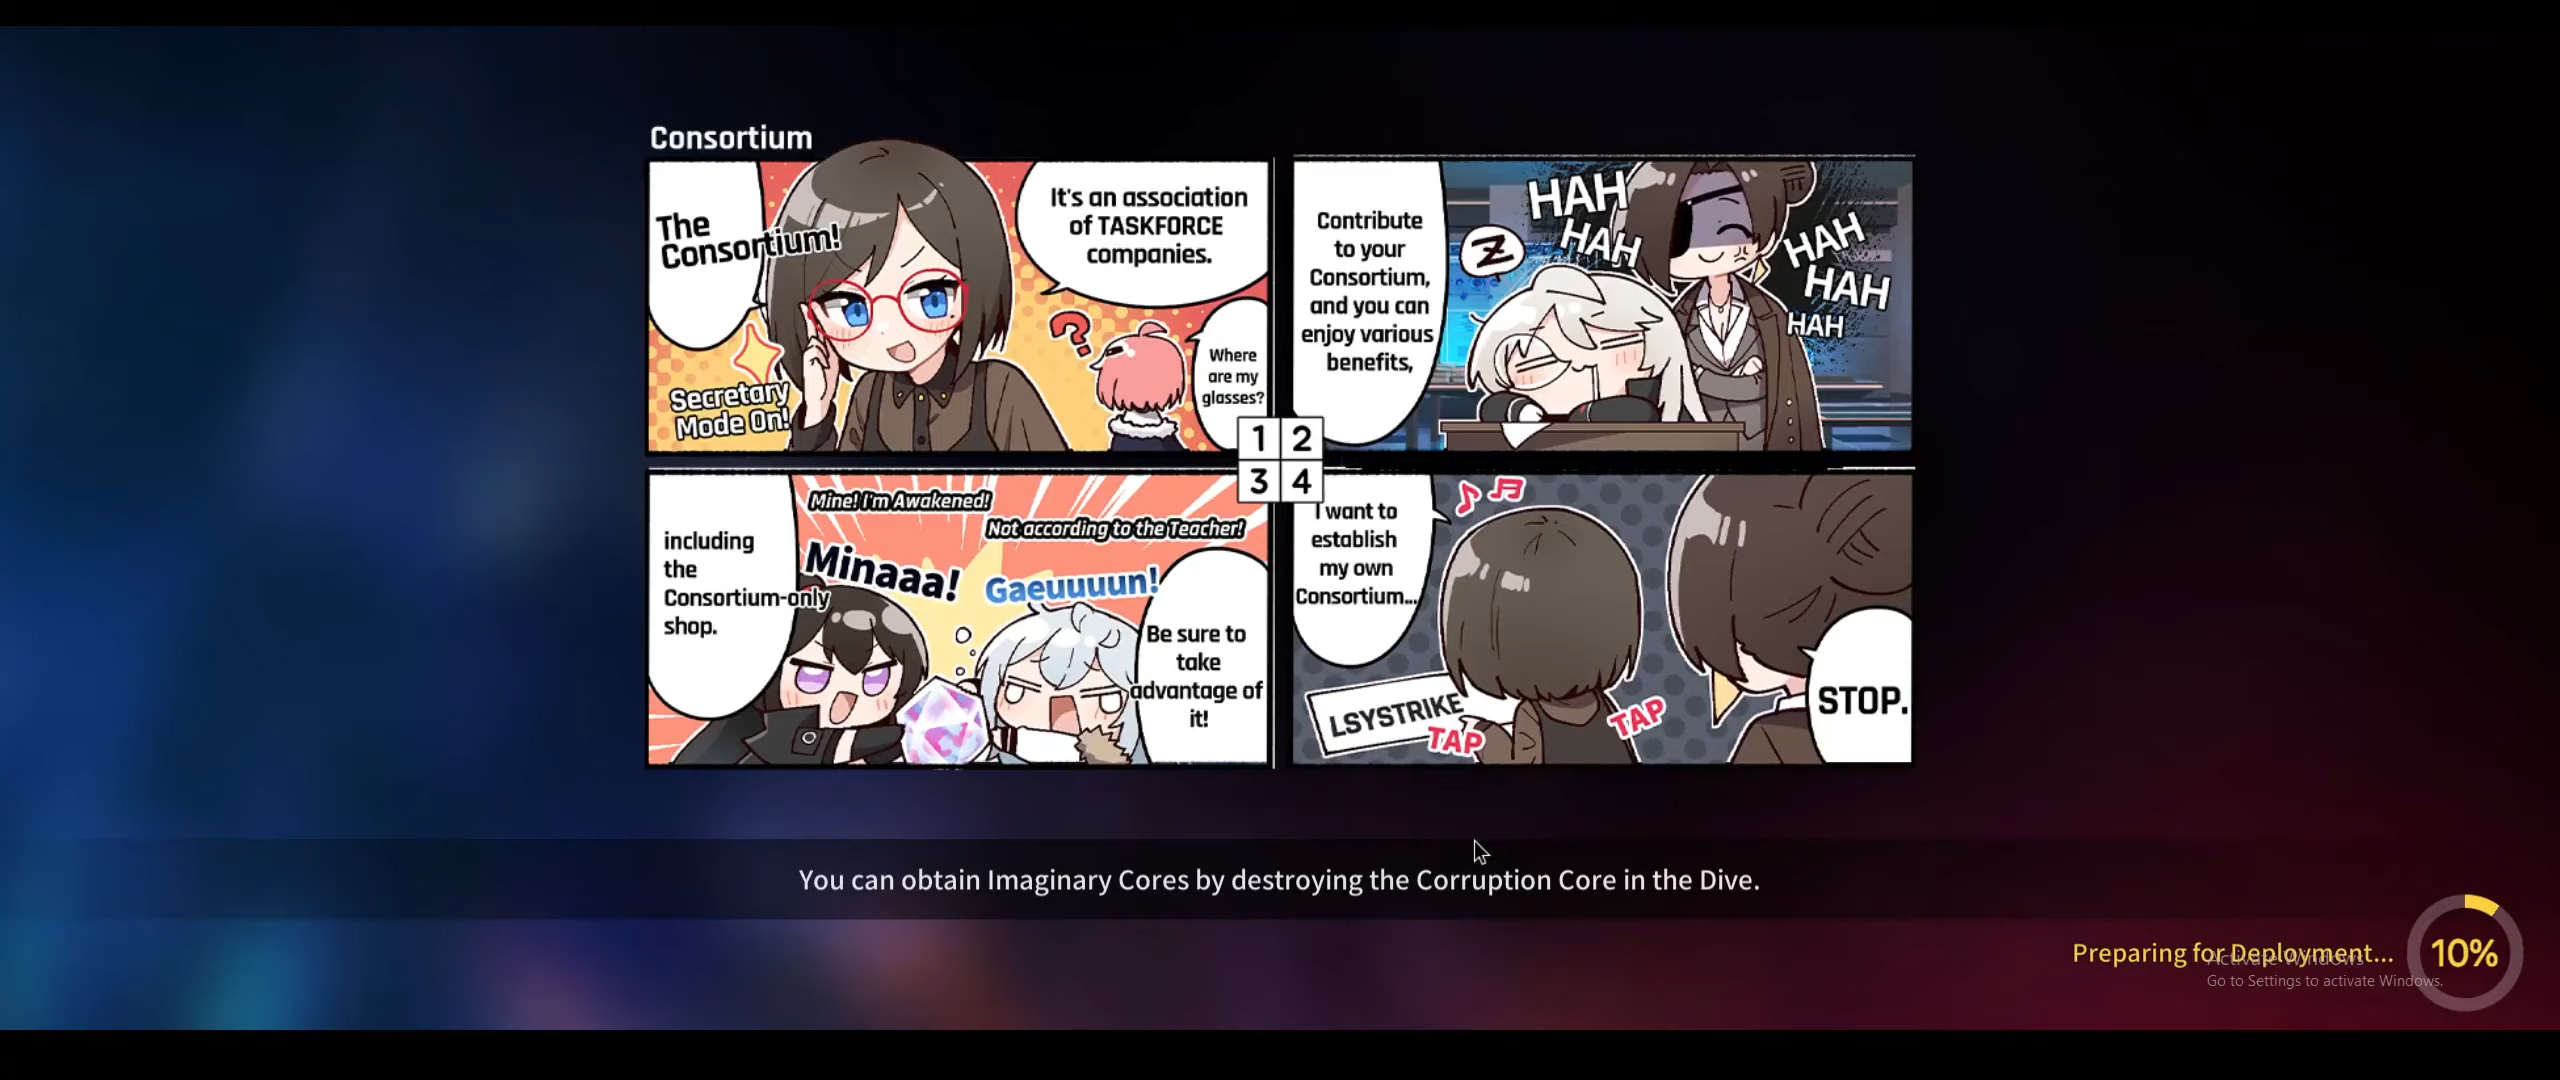 Consortium
The
Consortium!
It's an association
of TASKFORCE
companies.
Where
are my
glasses?
Secretary
Mode On!
Contribute
to your
Consortium,
and you can
enjoy various
benefits,
Z
HAH
HAH
HAH
HAH
HAH
1 2
3 4
including
the
Consortium-only
shop.
Mine! I'm Awakened!
Not according to the Teacher!
Minaaa!
Gaeuuuun!
Be sure to
take
advantage of
it!
I want to
establish
my own
Consortium...
LSYSTRIKE
TAP
TAP
STOP.
You can obtain Imaginary Cores by destroying the Corruption Core in the Dive.
Preparing for Deployment...
10%
Activate Windows
Go to Settings to activate Windows.